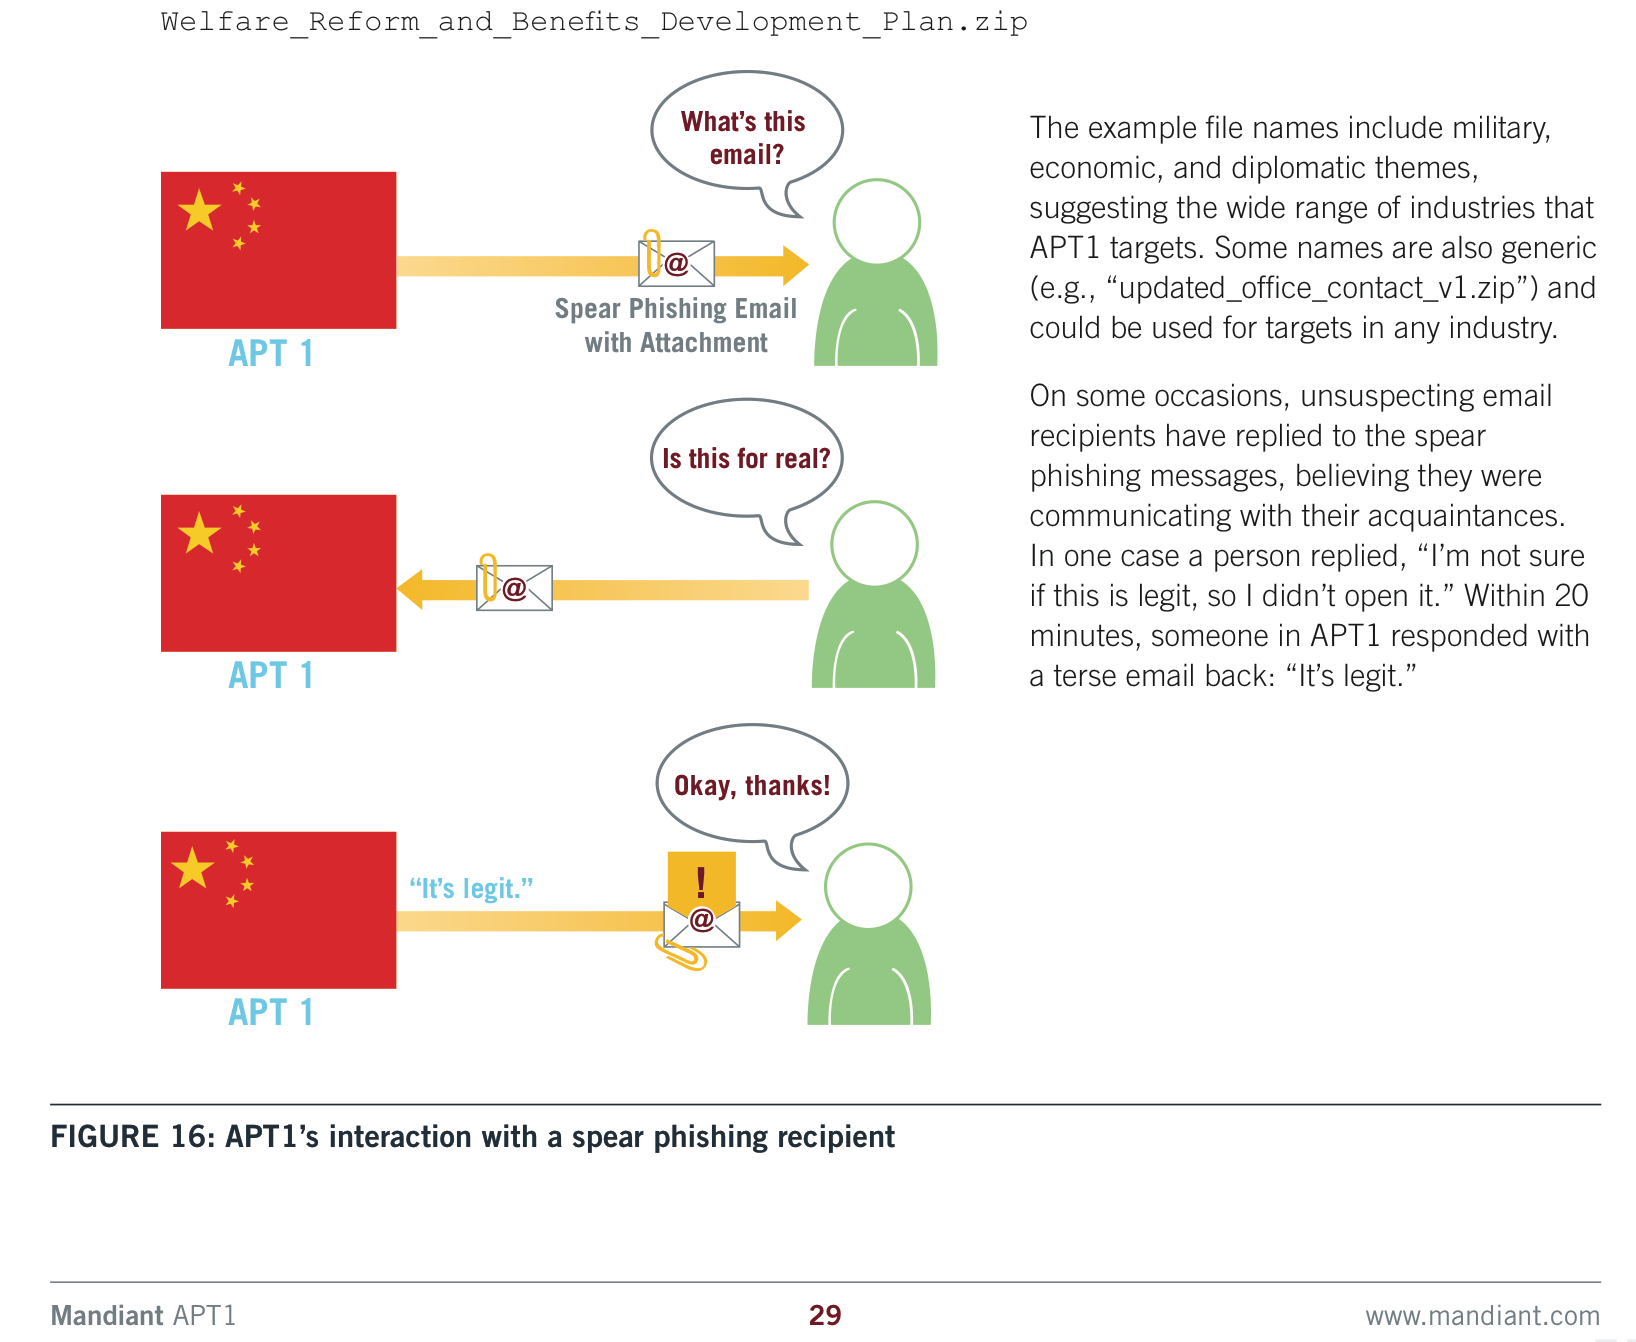 Welfare_Reform_and_Benefits_Development_Plan.zip
What’s this
email?
@
Spear Phishing Email
with Attachment
APT 1
Is this for real?
@
APT 1
Okay, thanks!
“It’s legit.”
!
@
APT 1
The example file names include military,
economic, and diplomatic themes,
suggesting the wide range of industries that
APT1 targets. Some names are also generic
(e.g., “updated_office_contact_v1.zip”) and
could be used for targets in any industry.
On some occasions, unsuspecting email
recipients have replied to the spear
phishing messages, believing they were
communicating with their acquaintances.
In one case a person replied, “I’m not sure
if this is legit, so I didn’t open it.” Within 20
minutes, someone in APT1 responded with
a terse email back: “It’s legit.”
FIGURE 16: APT1’s interaction with a spear phishing recipient
Mandiant APT1
29
www.mandiant.com